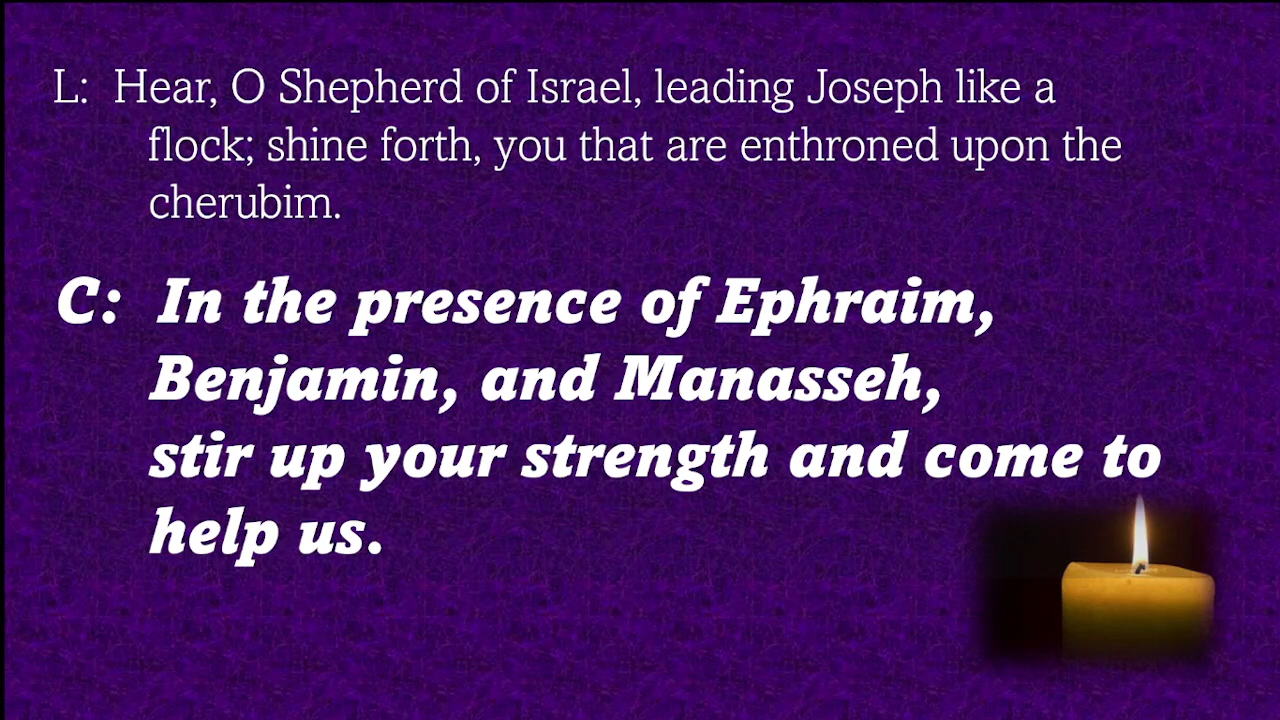 L: Hear, O Shepherd of Israel, leading Joseph like a
flock; shine forth, you that are enthroned upon the
cherubim.
C: In the presence of Ephraim,
Benjamin, and Manasseh,
stir up your strength and come to
help us.